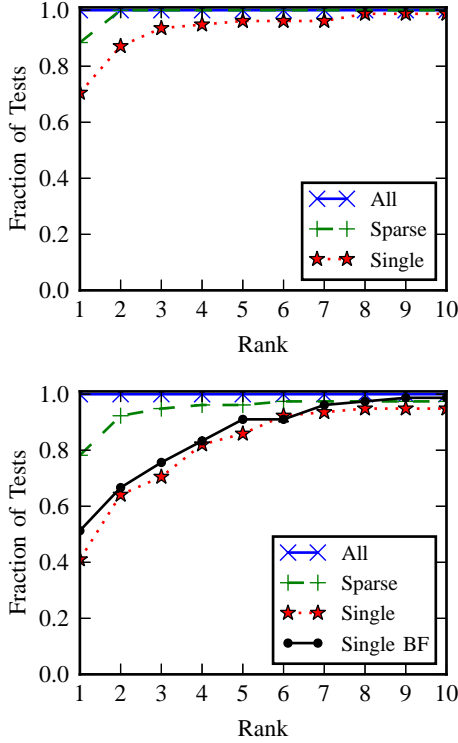 1.0
0.8
0.6
0.4
0.2
0.0
Fraction of Tests
All
Sparse
Single
1 2 3 4 5 6 7 8 9 10
Rank
1.0
0.8
0.6
0.4
0.2
0.0
Fraction of Tests
All
Sparse
Single
Single BF
1 2 3 4 5 6 7 8 9 10
Rank